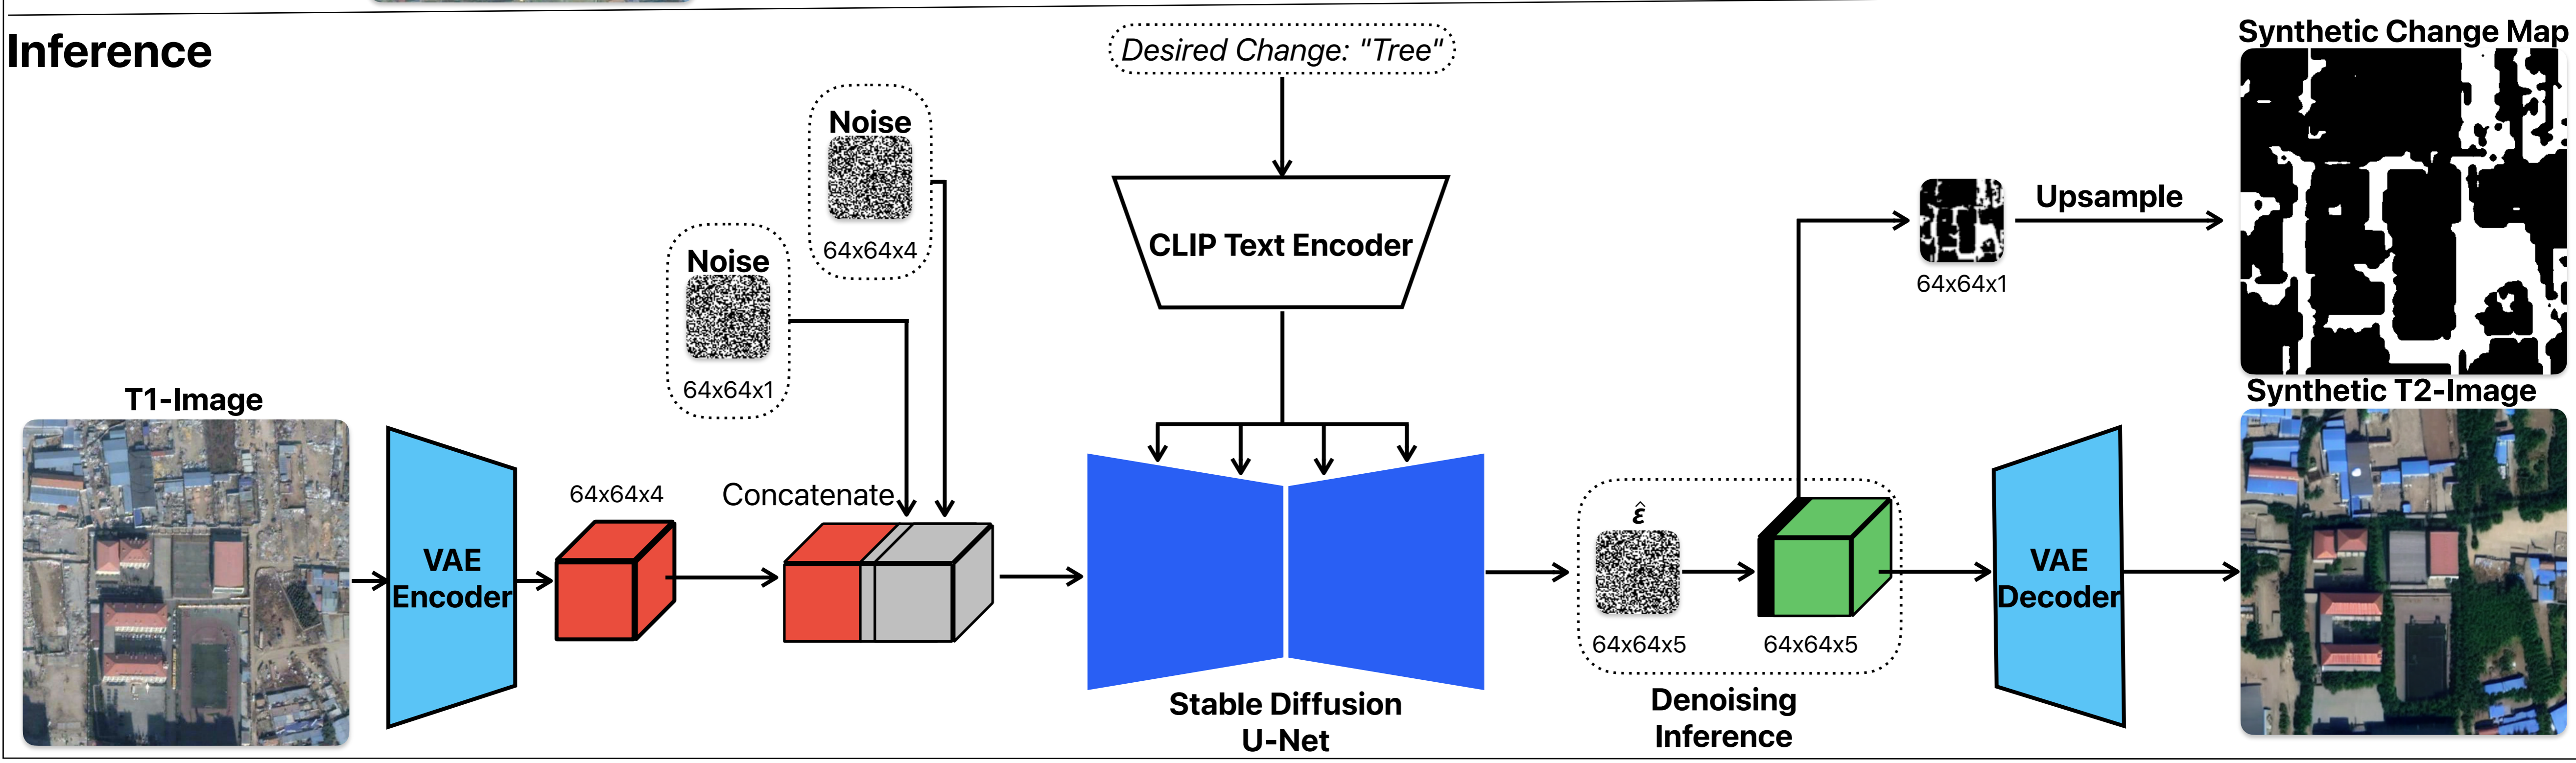 Inference
Desired Change: "Tree"
Synthetic Change Map
Noise
64x64x4
Noise
64x64x1
CLIP Text Encoder
Upsample
64x64x1
T1-Image
Synthetic T2-Image
VAE
Encoder
64x64x4
Concatenate
ε̂
64x64x5
64x64x5
Denoising
Inference
Stable Diffusion
U-Net
VAE
Decoder